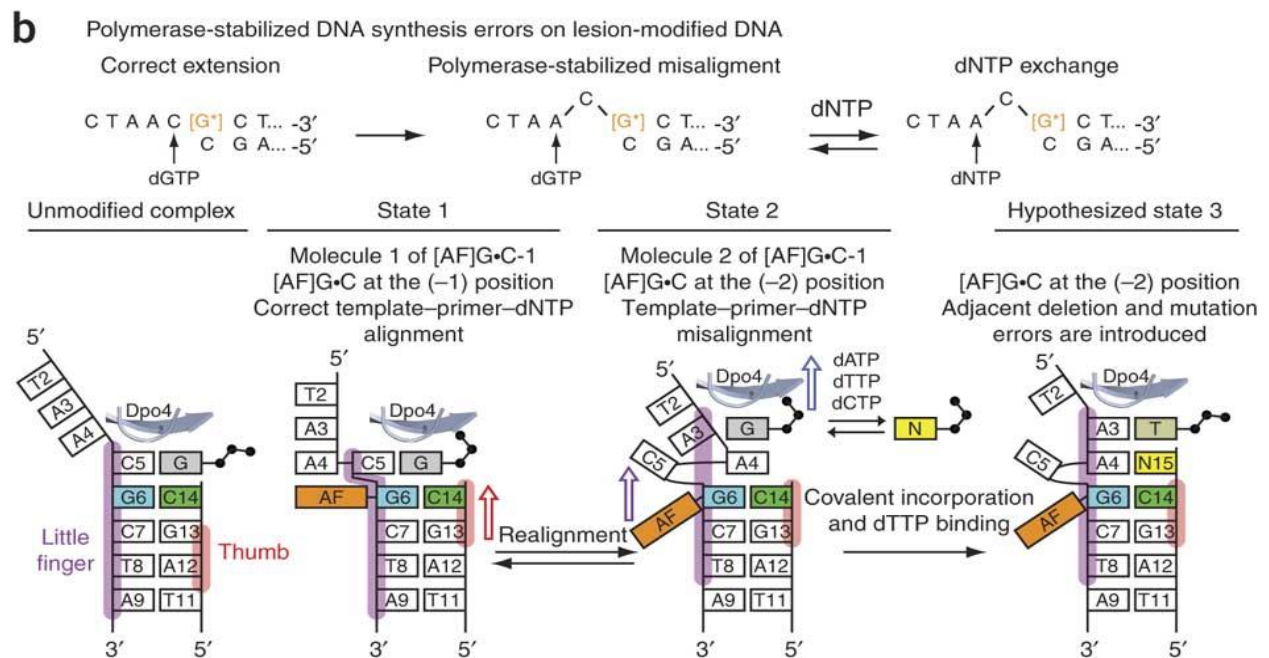 b Polymerase-stabilized DNA synthesis errors on lesion-modified DNA
Correct extension
C T A A C [G*] C T... -3′
C G A... -5′
dGTP
Polymerase-stabilized misaligment
C
C T A A [G*] C T... -3′
C G A... -5′
dGTP
dNTP
dNTP exchange
C
C T A A [G*] C T... -3′
C G A... -5′
dNTP
Unmodified complex
State 1
State 2
Hypothesized state 3
Molecule 1 of [AF]G•C-1
[AF]G•C at the (−1) position
Correct template–primer–dNTP
alignment
Molecule 2 of [AF]G•C-1
[AF]G•C at the (−2) position
Template–primer–dNTP
misalignment
[AF]G•C at the (−2) position
Adjacent deletion and mutation
errors are introduced
5′
T2
A3
A4
Dpo4
C5 G
G6 C14
C7 G13
T8 A12
A9 T11
3′ 5′
Little
finger
Thumb
5′
T2
A3
Dpo4
A4 C5 G
AF G6 C14
C7 G13
T8 A12
A9 T11
3′ 5′
Realignment
5′
T2
Dpo4
A3 G
C5 A4
AF G6 C14
C7 G13
T8 A12
A9 T11
3′ 5′
dATP
dTTP
dCTP
N
Covalent incorporation
and dTTP binding
5′
T2
Dpo4
A3 T
C5 A4 N15
AF G6 C14
C7 G13
T8 A12
A9 T11
3′ 5′